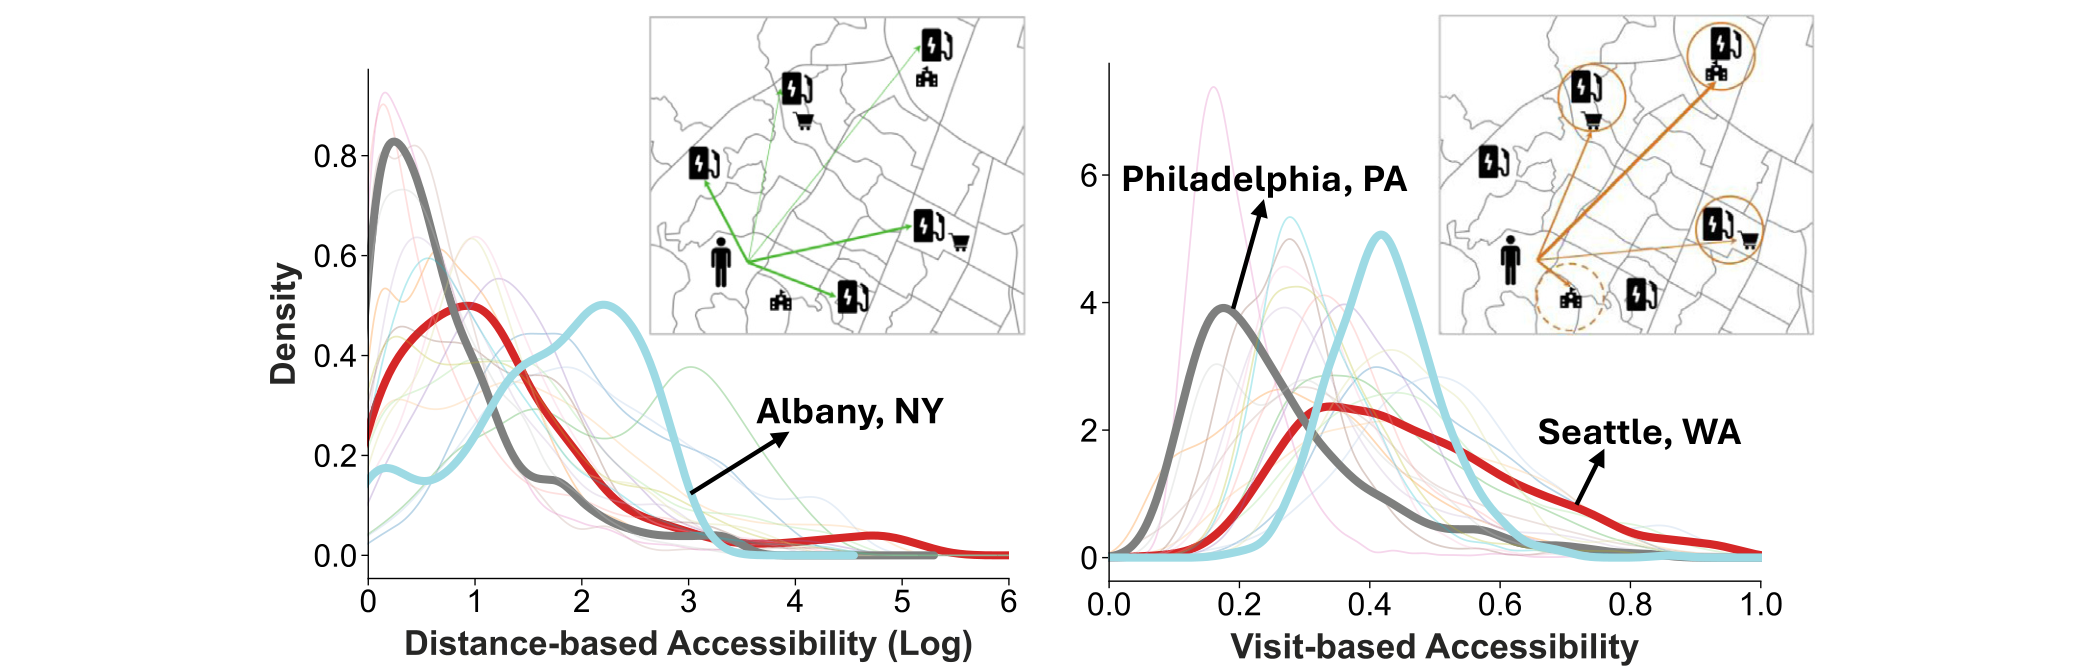 Density
0.8
0.6
0.4
0.2
0.0
0 1 2 3 4 5 6
Distance-based Accessibility (Log)
Albany, NY
6
4
2
0
0.0 0.2 0.4 0.6 0.8 1.0
Visit-based Accessibility
Philadelphia, PA
Seattle, WA